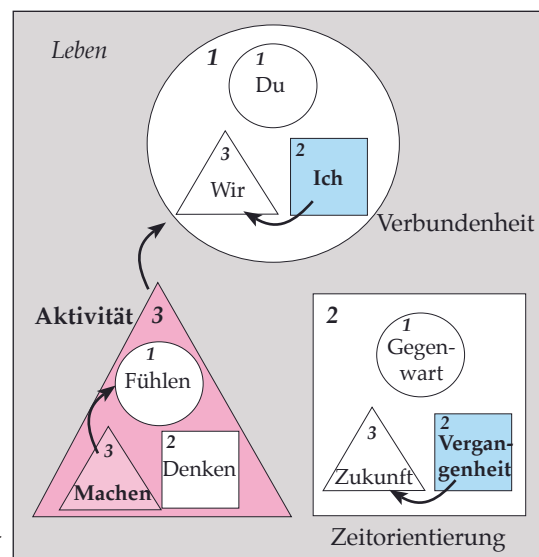 Leben
1
1
Du
2
Ich
3
Wir
Verbundenheit
Aktivität
3
1
Fühlen
2
Denken
3
Machen
2
1
Gegen-
wart
2
Vergan-
genheit
3
Zukunft
Zeitorientierung